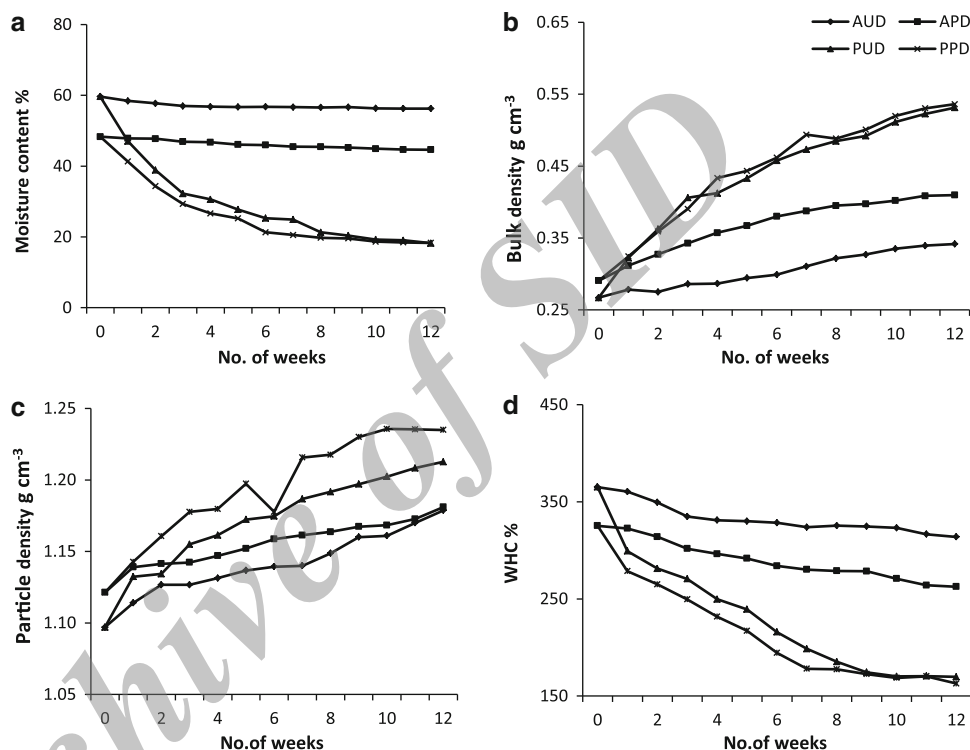 a
80
60
40
20
0
Moisture content %
0 2 4 6 8 10 12
No. of weeks
b
0.65
0.55
0.45
0.35
0.25
Bulk density g cm-3
AUD APD
PUD PPD
0 2 4 6 8 10 12
No. of weeks
c
1.25
1.20
1.15
1.10
1.05
Particle density g cm-3
0 2 4 6 8 10 12
No.of weeks
d
450
350
250
150
WHC %
0 2 4 6 8 10 12
No.of weeks
hive of SID